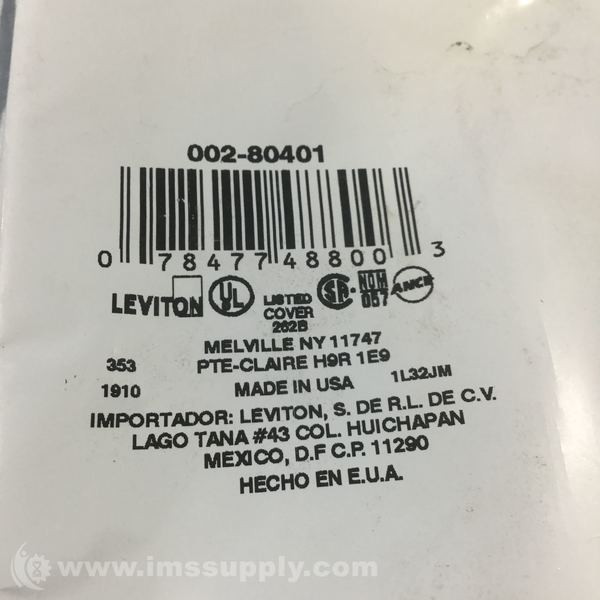 002-80401
0 78477 48800 3
LEVITON UL LISTED COVER 262B SA NOM 057 ANCE
MELVILLE NY 11747
353 PTE-CLAIRE H9R 1E9
1910 MADE IN USA 1L32JM
IMPORTADOR: LEVITON, S. DE R.L. DE C.V.
LAGO TANA #43 COL. HUICHAPAN
MEXICO, D.F C.P. 11290
HECHO EN E.U.A.
www.imssupply.com